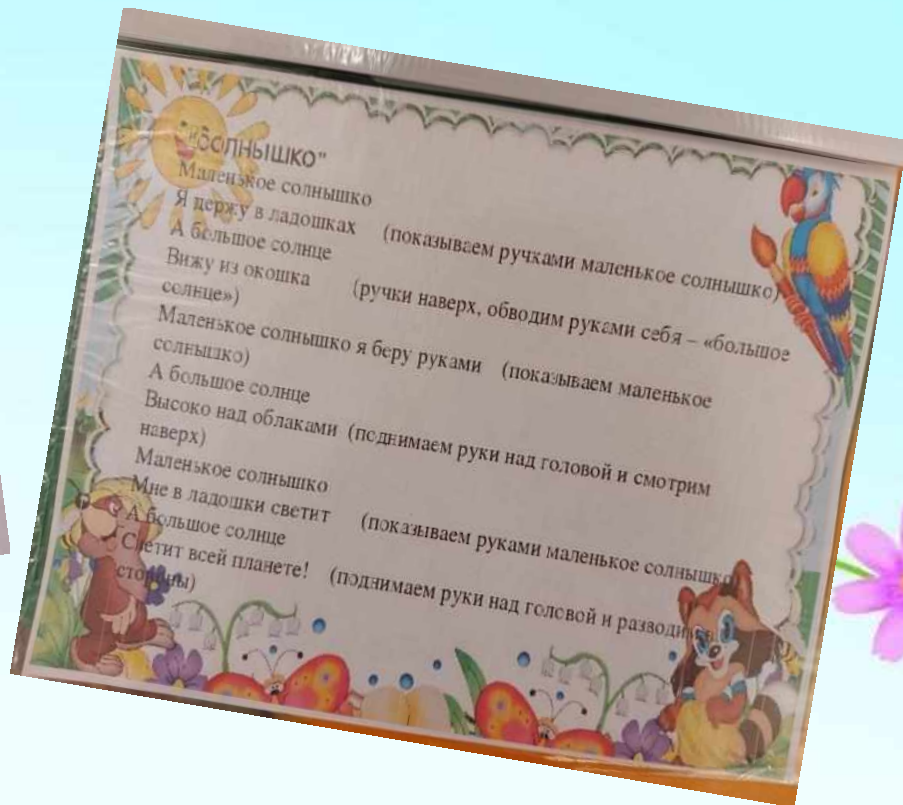 "СОЛНЫШКО"
Маленькое солнышко
Я держу в ладошках (показываем ручками маленькое солнышко)
А большое солнце
Вижу из окошка (ручки наверх, обводим руками себя – «большое
солнце»)
Маленькое солнышко я беру руками (показываем маленькое
солнышко)
А большое солнце
Высоко над облаками (поднимаем руки над головой и смотрим
наверх)
Маленькое солнышко
Мне в ладошки светит (показываем руками маленькое солнышко)
А большое солнце
Светит всей планете! (поднимаем руки над головой и разводим в
стороны)